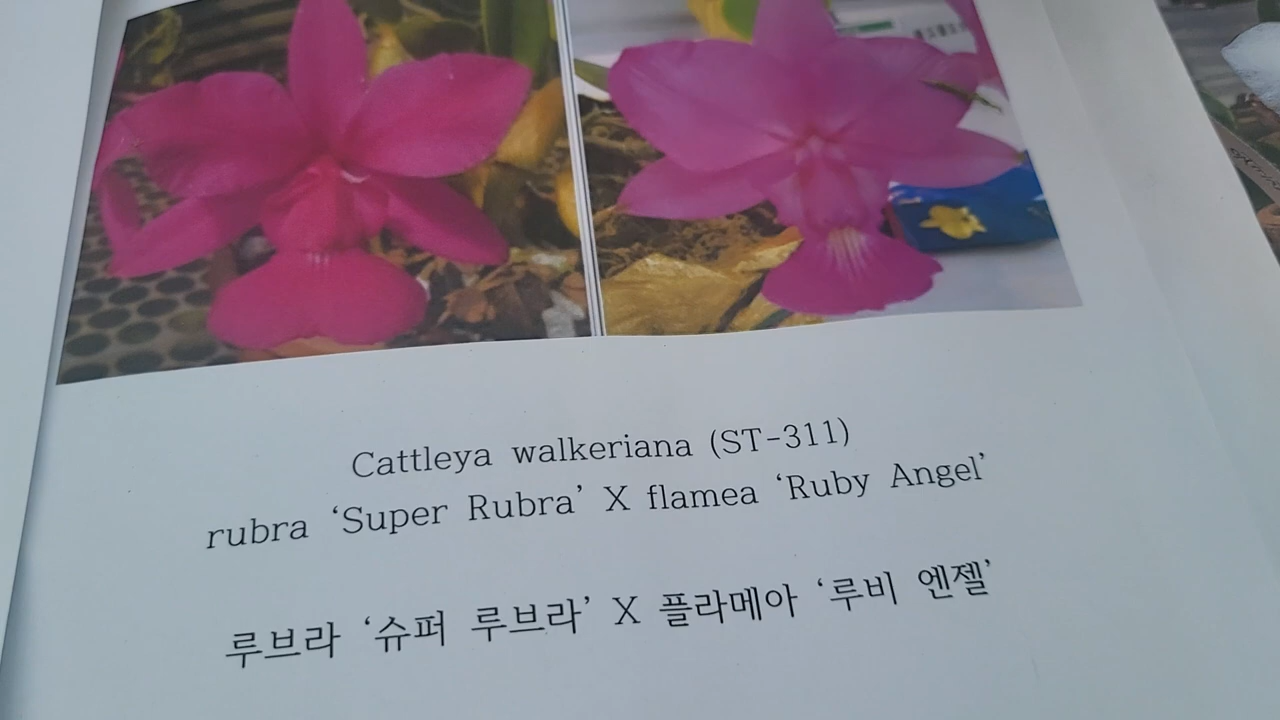 Cattleya walkeriana (ST-311)
rubra ‘Super Rubra’ X flamea ‘Ruby Angel’
루브라 ‘슈퍼 루브라’ X 플라메아 ‘루비 엔젤’